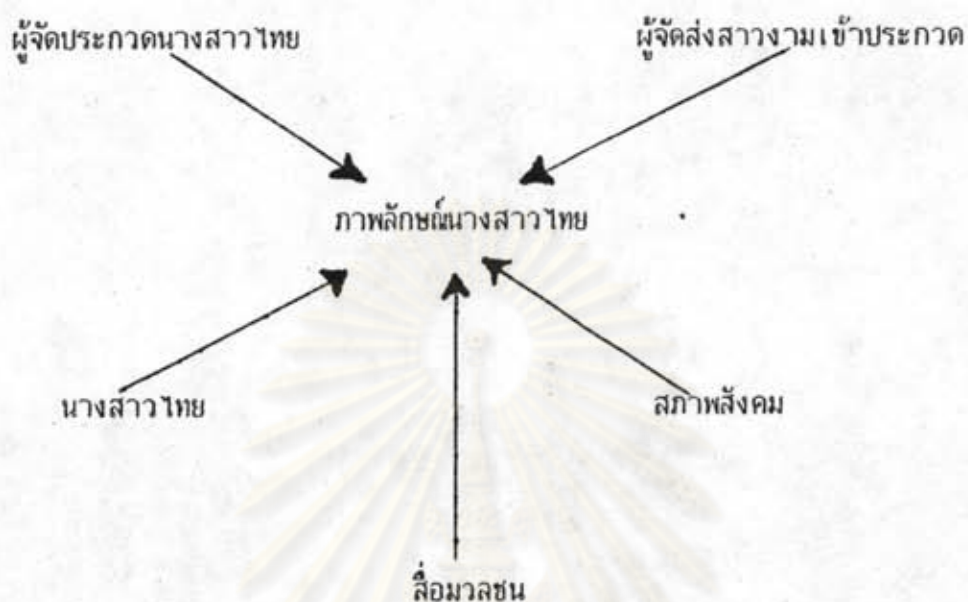 ผู้จัดประกวดนางสาวไทย
ผู้จัดส่งสาวงามเข้าประกวด
ภาพลักษณ์นางสาวไทย
นางสาวไทย
สภาพสังคม
สื่อมวลชน